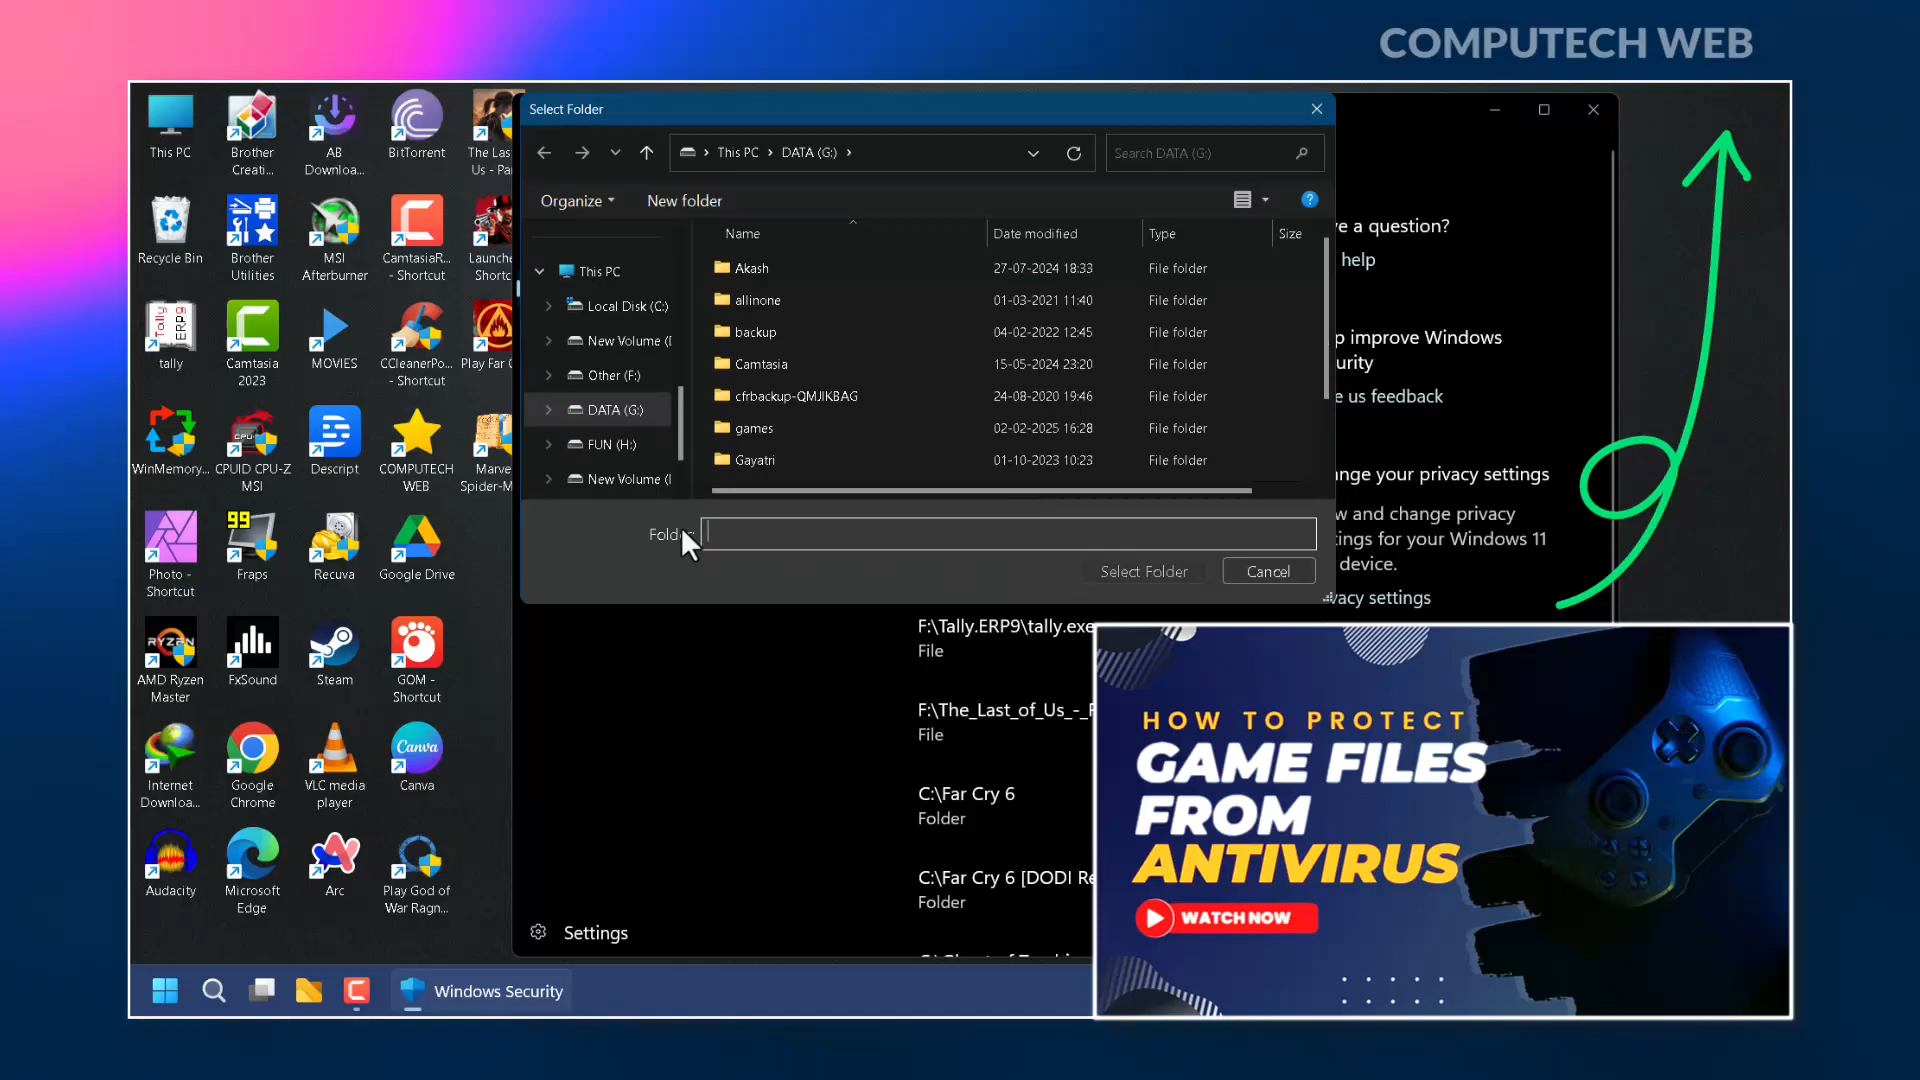 COMPUTECH WEB
This PC
Brother
Creati...
AB
Downloa...
BitTorrent
The Las
Us - Pa
Recycle Bin
Brother
Utilities
MSI
Afterburner
CamtasiaR...
- Shortcut
Launche
Shortc
Tally
ERP9
tally
Camtasia
2023
MOVIES
CCleanerPo...
- Shortcut
Play Far C
WinMemory...
CPUID CPU-Z
MSI
Descript
COMPUTECH
WEB
Marve
Spider-M
99
Photo -
Shortcut
Fraps
Recuva
Google Drive
RYZEN
AMD Ryzen
Master
FxSound
Steam
GOM -
Shortcut
Internet
Downloa...
Google
Chrome
VLC media
player
Canva
Canva
Audacity
Microsoft
Edge
Arc
Play God of
War Ragn...
Select Folder
This PC
DATA (G:)
Search DATA (G:)
Organize
New folder
Name
Date modified
Type
Size
This PC
Local Disk (C:)
New Volume (
Other (F:)
DATA (G:)
FUN (H:)
New Volume (
Akash 27-07-2024 18:33 File folder
allinone 01-03-2021 11:40 File folder
backup 04-02-2022 12:45 File folder
Camtasia 15-05-2024 23:20 File folder
cfrbackup-QMJIKBAG 24-08-2020 19:46 File folder
games 02-02-2025 16:28 File folder
Gayatri 01-10-2023 10:23 File folder
Folde
Select Folder
Cancel
e a question?
help
p improve Windows
urity
e us feedback
nge your privacy settings
w and change privacy
ings for your Windows 11
device.
vacy settings
F:\Tally.ERP9\tally.exe
File
F:\The_Last_of_Us_-_P
File
C:\Far Cry 6
Folder
C:\Far Cry 6 [DODI Re
Folder
Settings
Windows Security
HOW TO PROTECT
GAME FILES
FROM
ANTIVIRUS
WATCH NOW